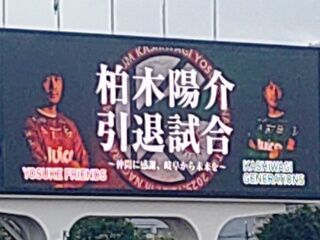 柏木陽介
引退試合
～仲間に感謝、岐阜から未来を～
YOSUKE FRIENDS
KASHIWAGI
GENERATIONS